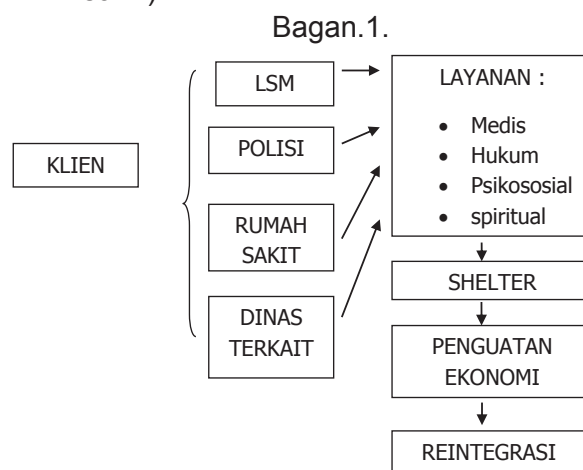 Bagan.1.
KLIEN
LSM
POLISI
RUMAH
SAKIT
DINAS
TERKAIT
LAYANAN :
• Medis
• Hukum
• Psikososial
• spiritual
SHELTER
PENGUATAN
EKONOMI
REINTEGRASI